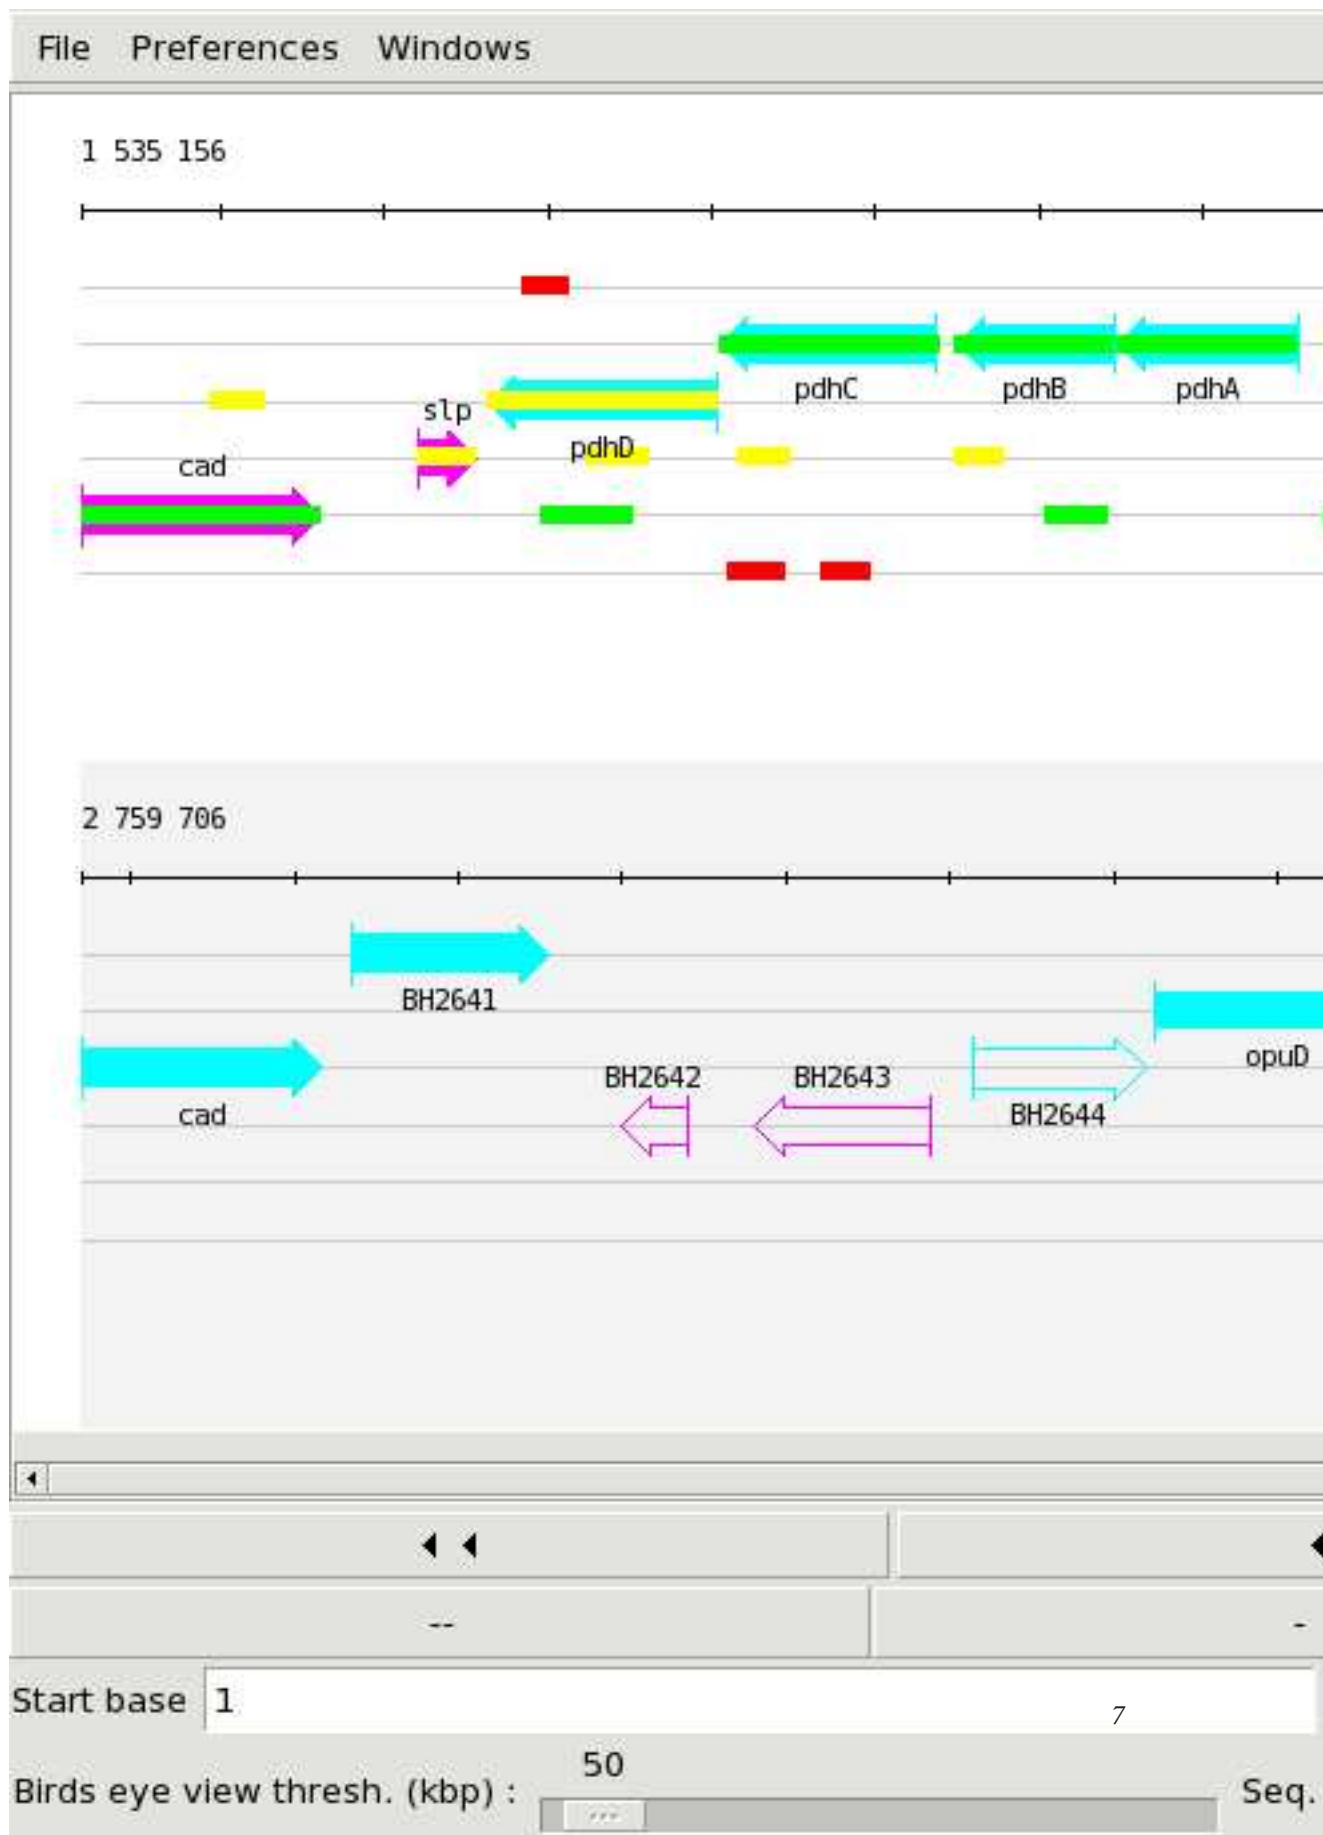 File Preferences Windows
1 535 156
pdhC pdhB pdhA
slp
pdhD
cad
2 759 706
BH2641
opuD
BH2642 BH2643
cad BH2644
--
-
Start base 1
7
50
Birds eye view thresh. (kbp) : Seq.